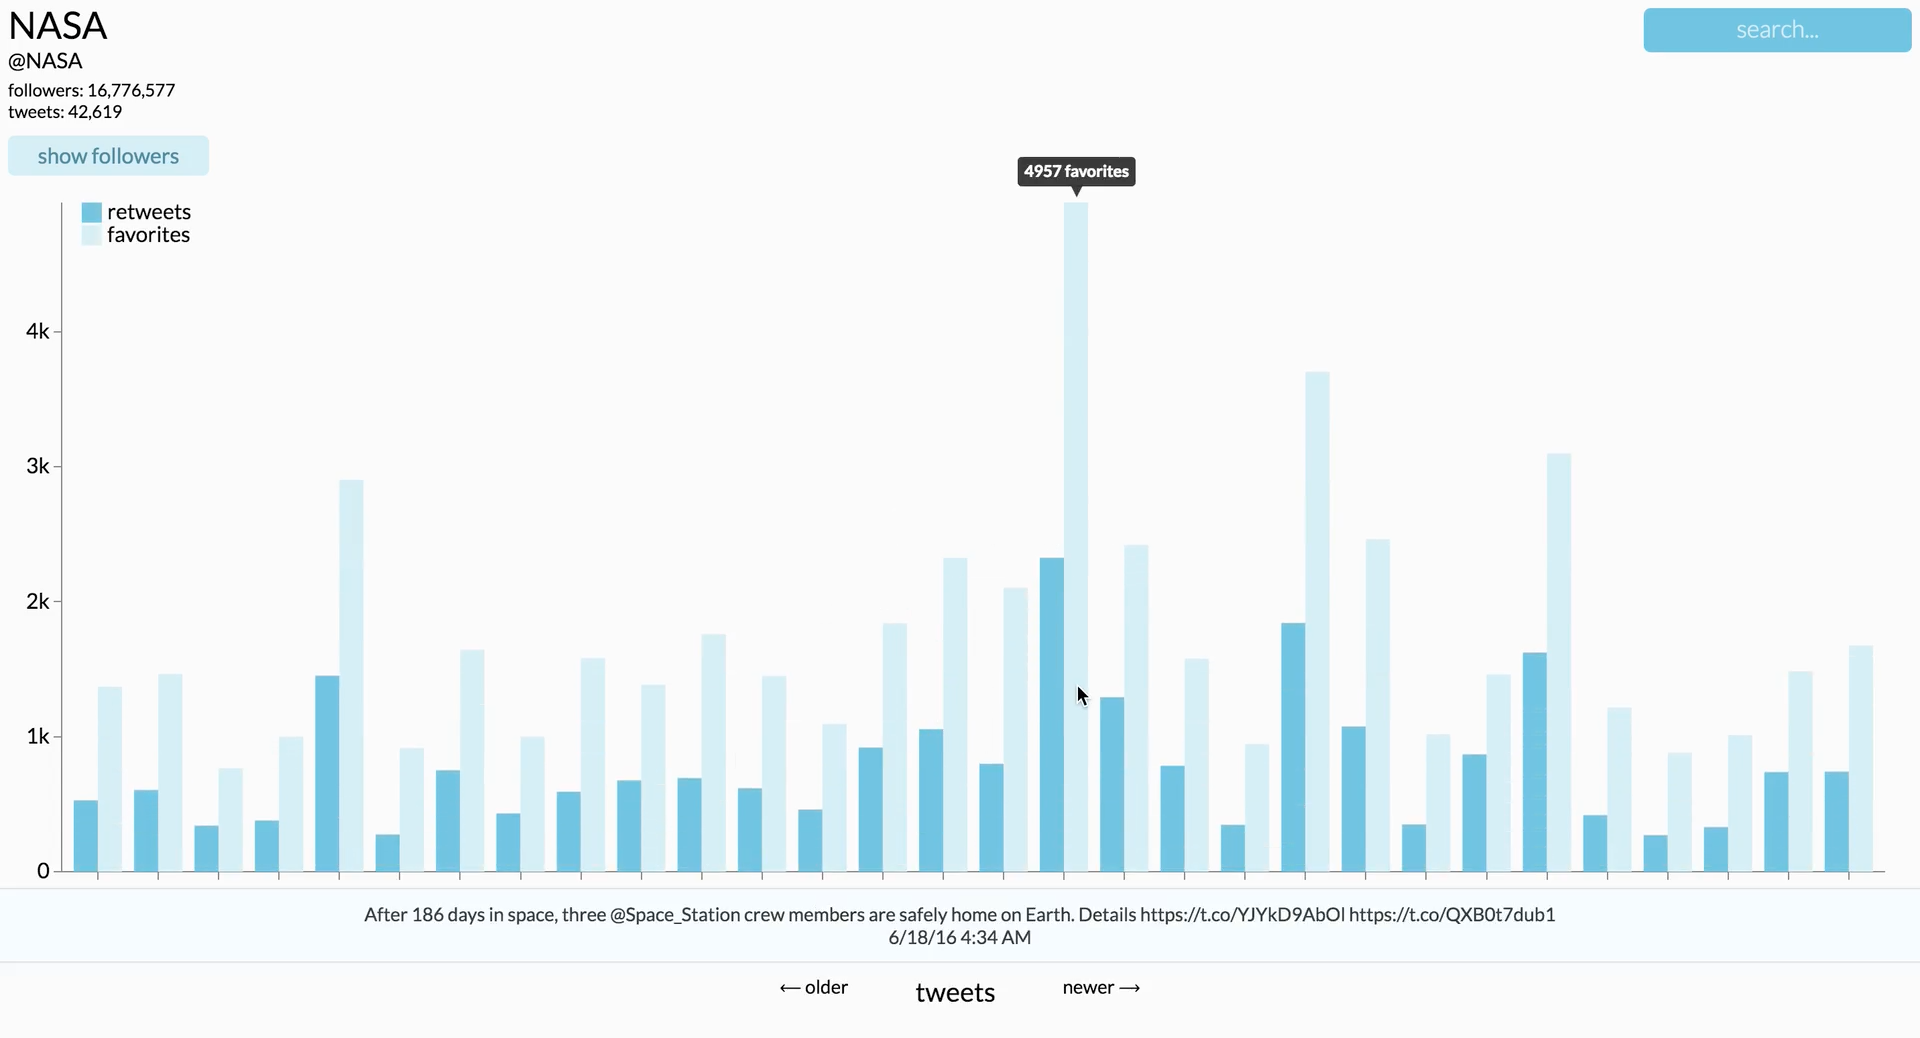 NASA
@NASA
followers: 16,776,577
tweets: 42,619
search...
show followers
4957 favorites
retweets
favorites
4k
3k
2k
1k
0
After 186 days in space, three @Space_Station crew members are safely home on Earth. Details https://t.co/YJYkD9AbOl https://t.co/QXB0t7dub1
6/18/16 4:34 AM
← older
tweets
newer →